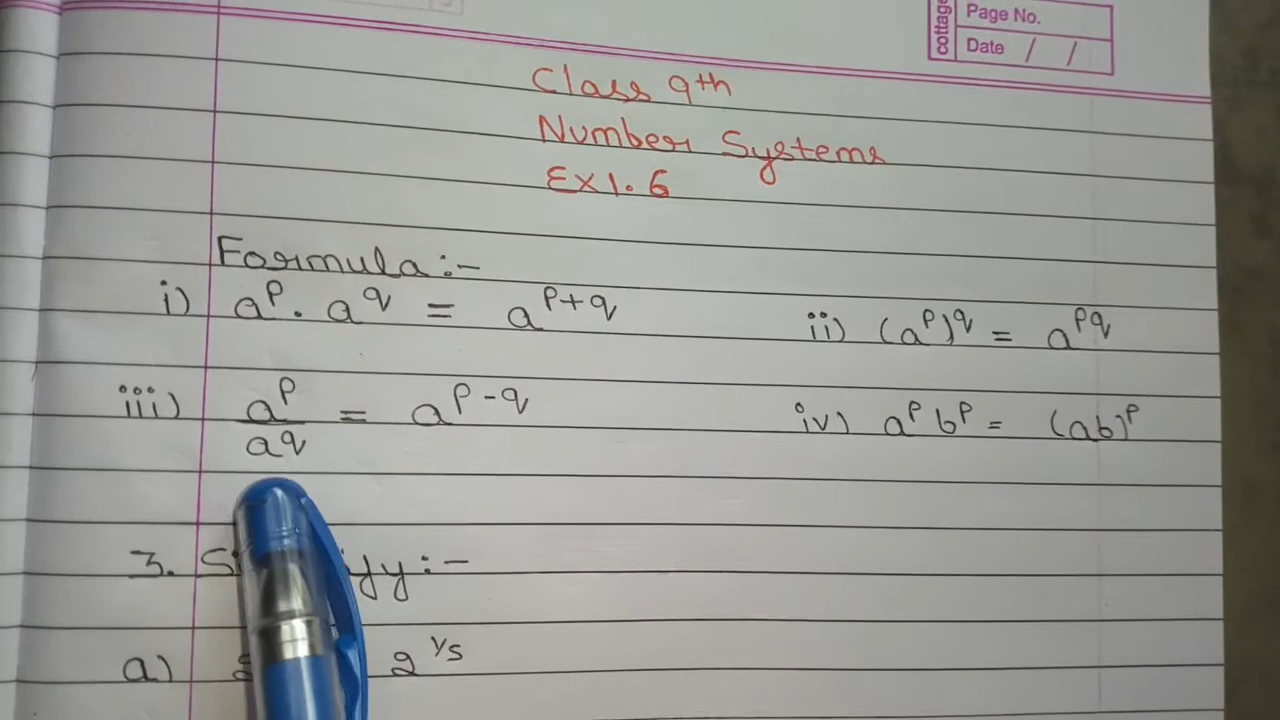 cottage
Page No.
Date / /
Class 9th
Number Systems
Ex 1.6
Formula :-
i) a^p . a^q = a^(p+q)
ii) (a^p)^q = a^(pq)
iii) a^p / a^q = a^(p-q)
iv) a^p b^p = (ab)^p
3. :-
a) 2^(1/5)